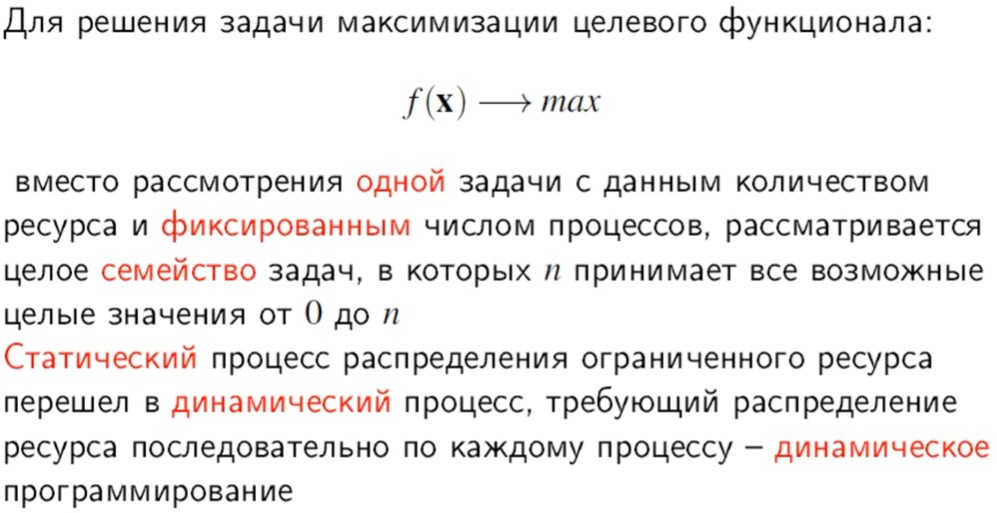 Для решения задачи максимизации целевого функционала:
f(x) ⟶ max
вместо рассмотрения одной задачи с данным количеством
ресурса и фиксированным числом процессов, рассматривается
целое семейство задач, в которых n принимает все возможные
целые значения от 0 до n
Статический процесс распределения ограниченного ресурса
перешел в динамический процесс, требующий распределение
ресурса последовательно по каждому процессу – динамическое
программирование